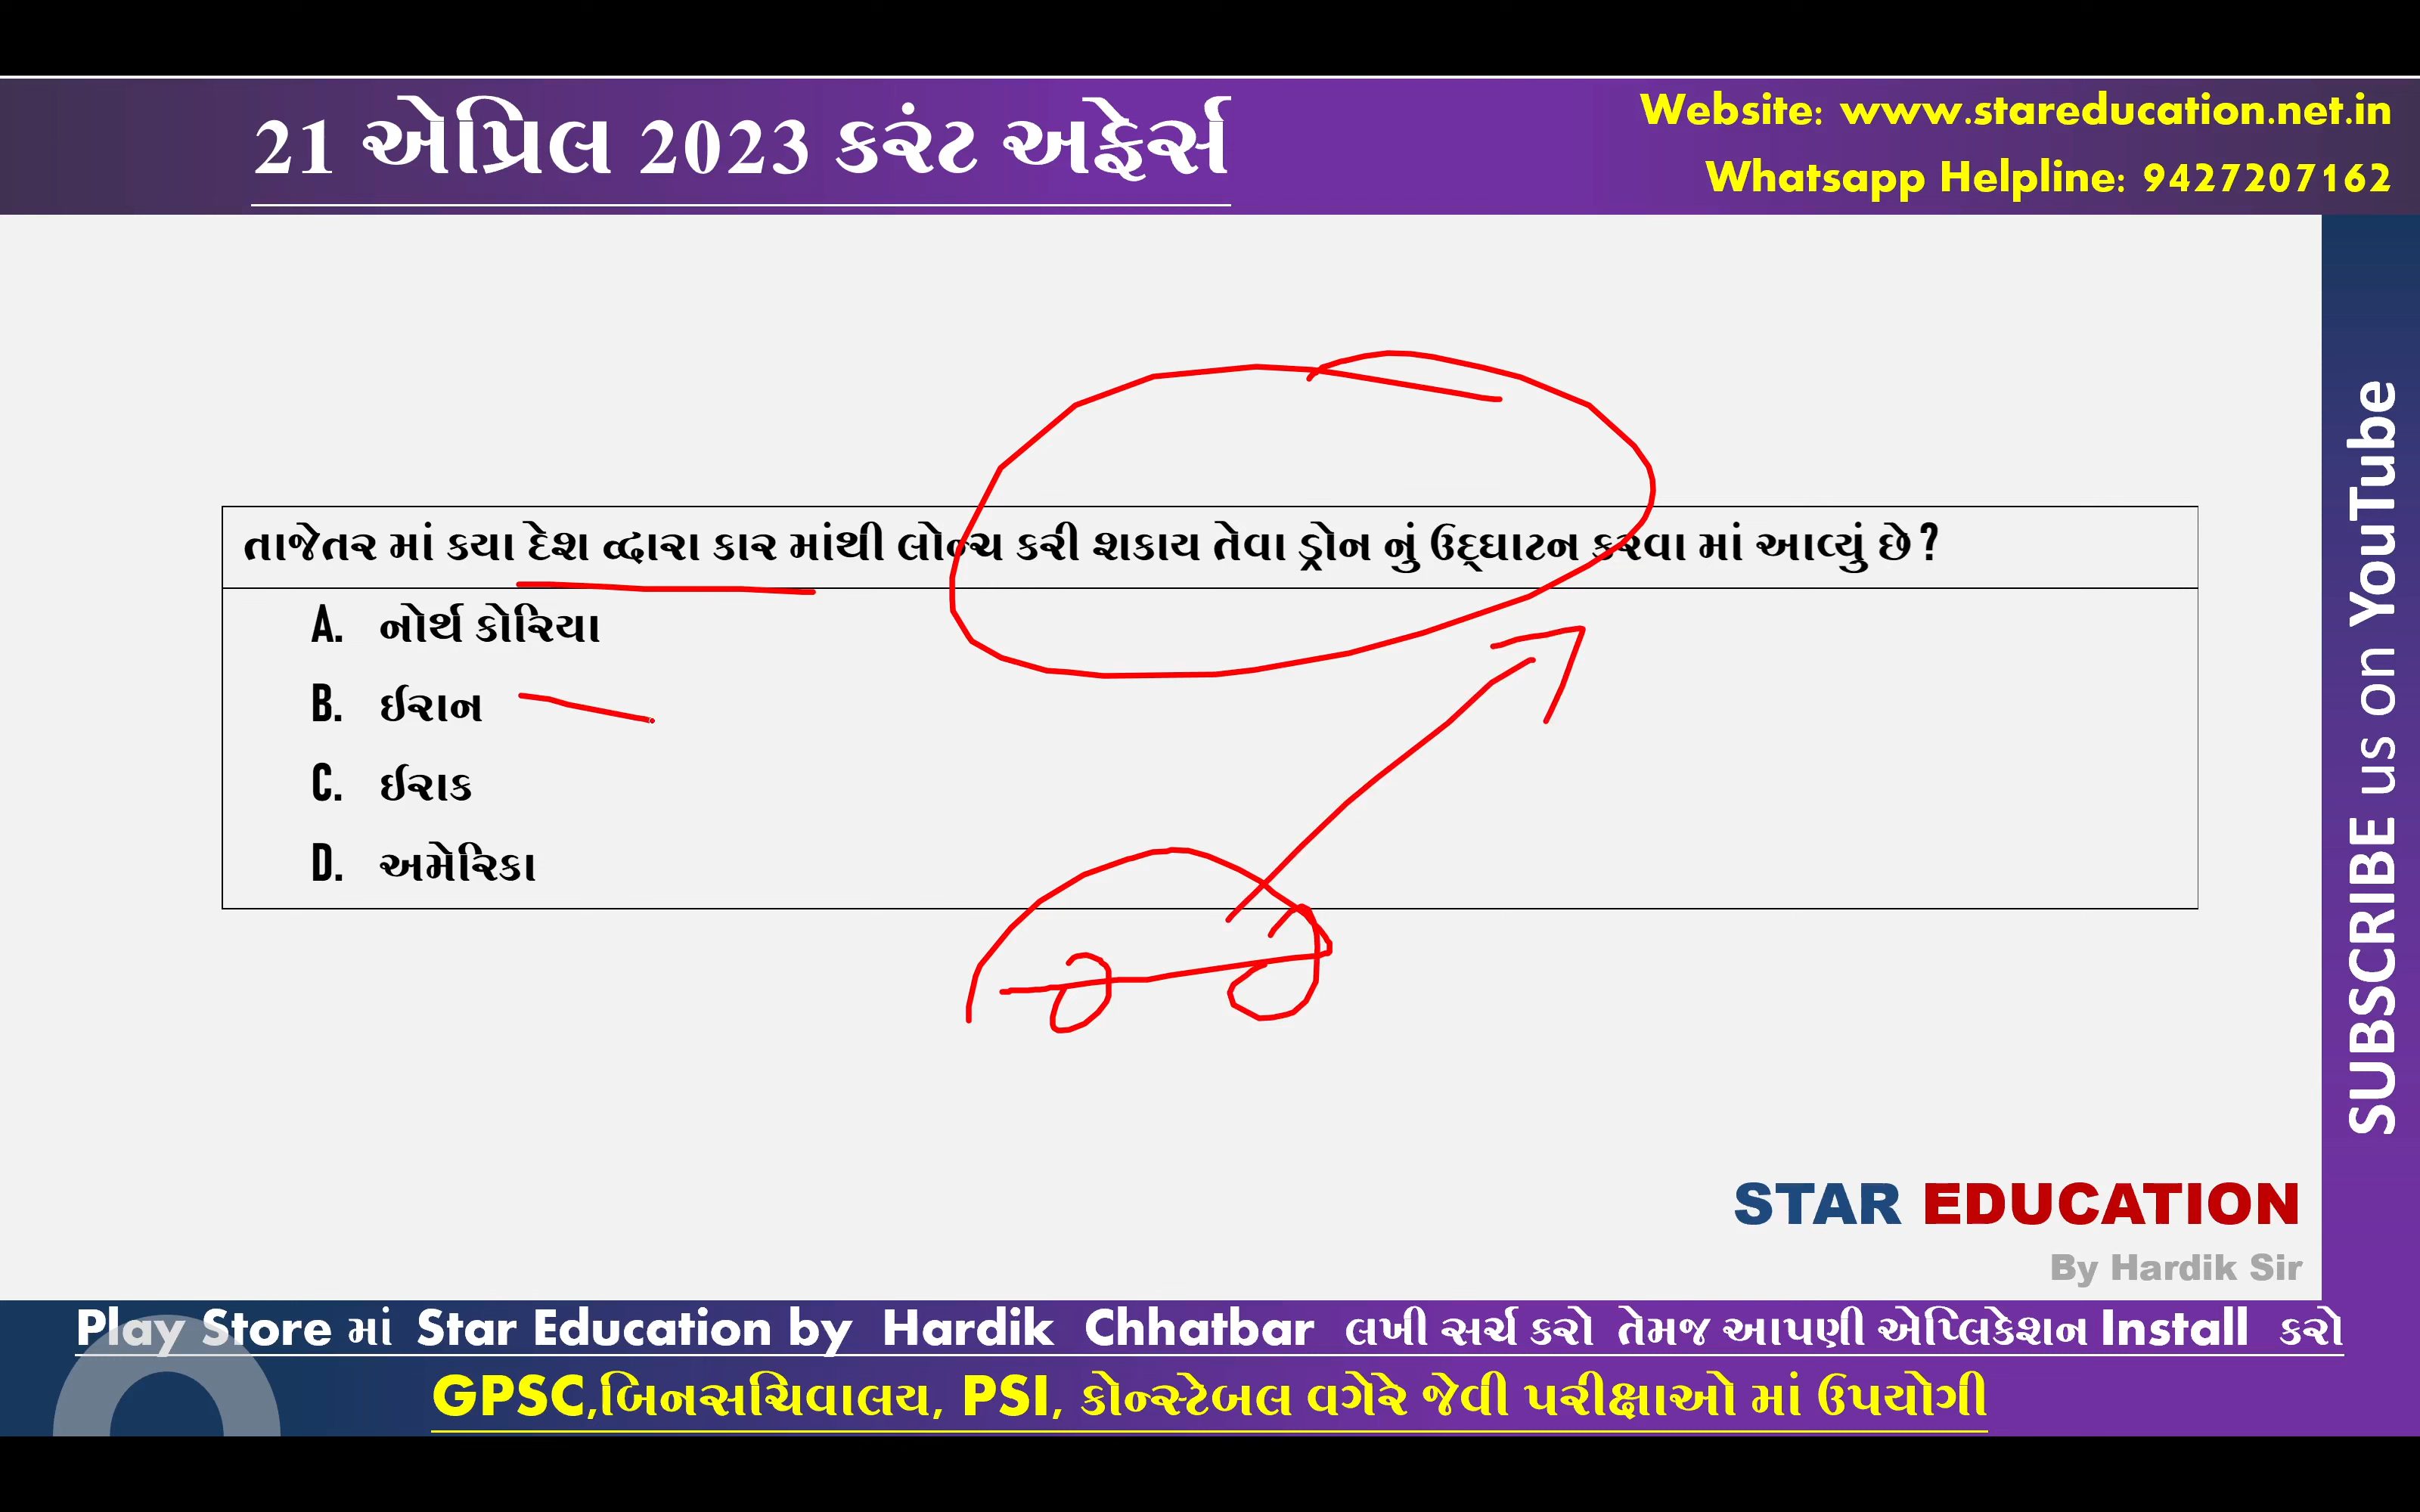 21 એપ્રિલ 2023 કરંટ અફેર્સ
Website: www.stareducation.net.in
Whatsapp Helpline: 9427207162
તાજેતર માં કયા દેશ દ્વારા કાર માંથી લોન્ચ કરી શકાય તેવા ડ્રોન નું ઉદ્ઘાટન કરવા માં આવ્યું છે?
A. નોર્થ કોરિયા
B. ઈરાન
C. ઈરાક
D. અમેરિકા
SUBSCRIBE us on YouTube
STAR EDUCATION
By Hardik Sir
Play Store માં Star Education by Hardik Chhatbar લખી સર્ચ કરો તેમજ આપણી એપ્લિકેશન Install કરો
GPSC,બિનસચિવાલય, PSI, કોન્સ્ટેબલ વગેરે જેવી પરીક્ષાઓ માં ઉપયોગી